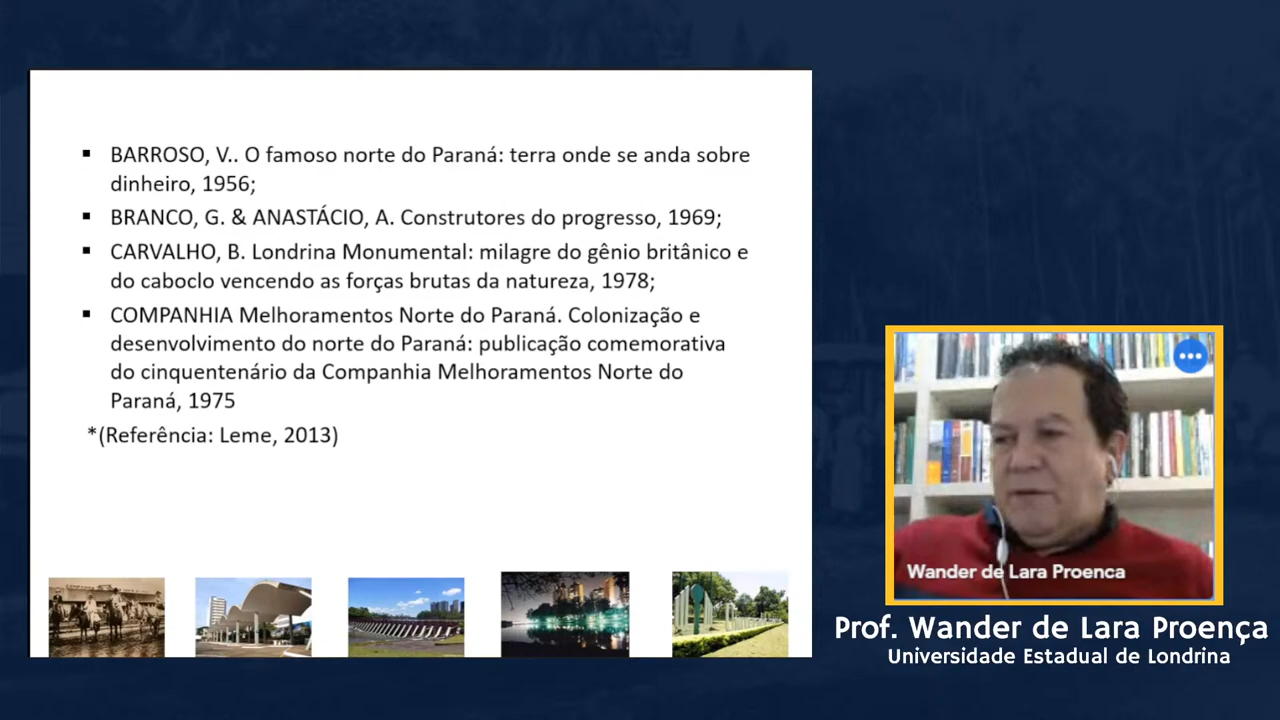 BARROSO, V.. O famoso norte do Paraná: terra onde se anda sobre
dinheiro, 1956;
BRANCO, G. & ANASTÁCIO, A. Construtores do progresso, 1969;
CARVALHO, B. Londrina Monumental: milagre do gênio britânico e
do caboclo vencendo as forças brutas da natureza, 1978;
COMPANHIA Melhoramentos Norte do Paraná. Colonização e
desenvolvimento do norte do Paraná: publicação comemorativa
do cinquentenário da Companhia Melhoramentos Norte do
Paraná, 1975
*(Referência: Leme, 2013)
Wander de Lara Proenca
Prof. Wander de Lara Proença
Universidade Estadual de Londrina